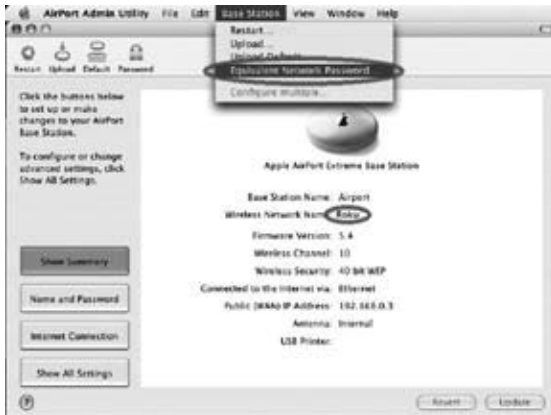 AirPort Admin Utility File Edit Base Station View Window Help
Restart...
Upload...
Upload Default...
Equivalent Network Password
Configure multiple...
Restart Upload Default Password
Click the buttons below
to set up or make
changes to your AirPort
Base Station.
To configure or change
advanced settings, click
Show All Settings.
Show Summary
Name and Password
Internet Connection
Show All Settings
Apple AirPort Extreme Base Station
Base Station Name: Airport
Wireless Network Name: Roku
Firmware Version: 5.4
Wireless Channel: 10
Wireless Security: 40 bit WEP
Connected to the Internet via: Ethernet
Public (WAN) IP Address: 192.168.0.3
Antenna: Internal
USB Printer:
?
Revert Update